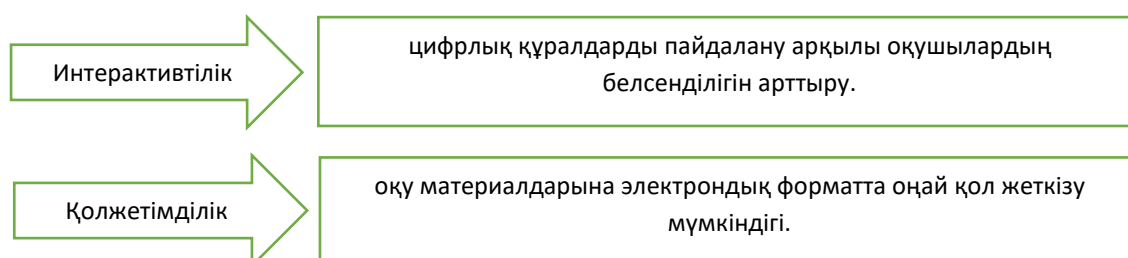 Интерактивтілік
цифрлық құралдарды пайдалану арқылы оқушылардың
белсенділігін арттыру.
Қолжетімділік
оқу материалдарына электрондық форматта оңай қол жеткізу
мүмкіндігі.